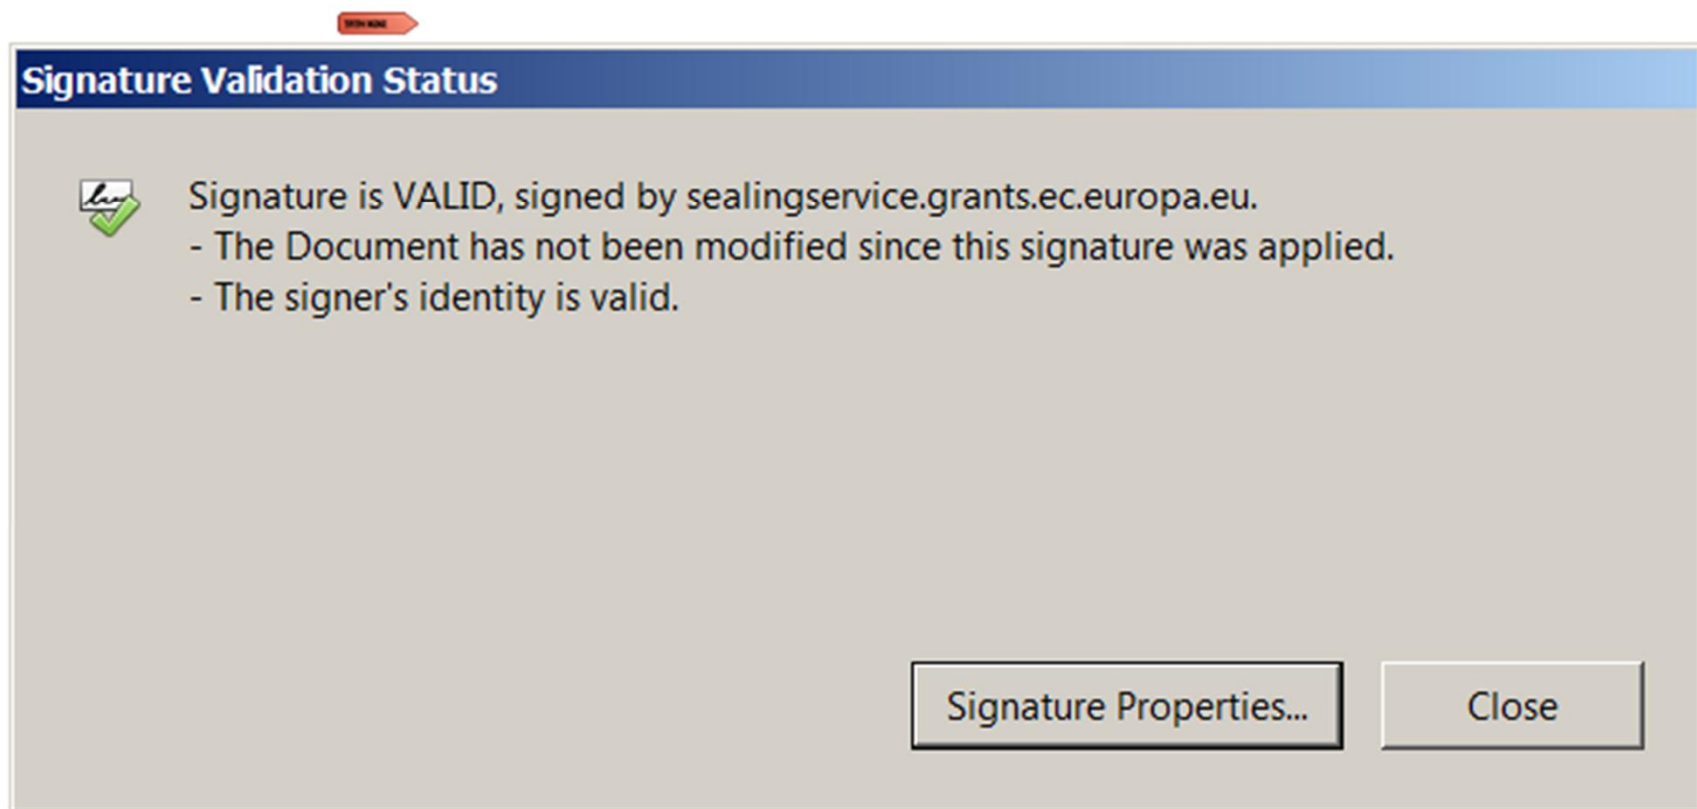 Signature Validation Status
Signature is VALID, signed by sealingservice.grants.ec.europa.eu.
- The Document has not been modified since this signature was applied.
- The signer's identity is valid.
Signature Properties...
Close